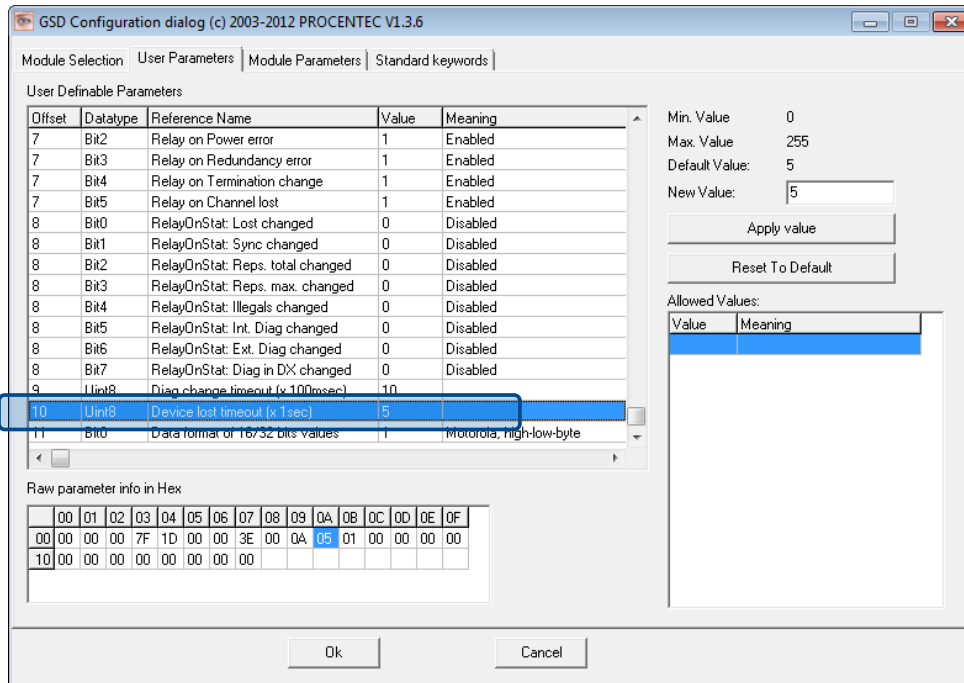 GSD Configuration dialog (c) 2003-2012 PROCENTEC V1.3.6
Module Selection User Parameters Module Parameters Standard keywords
User Definable Parameters
Offset Datatype Reference Name Value Meaning
7 Bit2 Relay on Power error 1 Enabled
7 Bit3 Relay on Redundancy error 1 Enabled
7 Bit4 Relay on Termination change 1 Enabled
7 Bit5 Relay on Channel lost 1 Enabled
8 Bit0 RelayOnStat: Lost changed 0 Disabled
8 Bit1 RelayOnStat: Sync changed 0 Disabled
8 Bit2 RelayOnStat: Reps. total changed 0 Disabled
8 Bit3 RelayOnStat: Reps. max. changed 0 Disabled
8 Bit4 RelayOnStat: Illegals changed 0 Disabled
8 Bit5 RelayOnStat: Int. Diag changed 0 Disabled
8 Bit6 RelayOnStat: Ext. Diag changed 0 Disabled
8 Bit7 RelayOnStat: Diag in DX changed 0 Disabled
9 Uint8 Diag change timeout (x 100msec) 10
10 Uint8 Device lost timeout (x 1sec) 5
11 Bit0 Data format of 16/32 bits values 1 Motorola, high-low-byte
Min. Value 0
Max. Value 255
Default Value: 5
New Value: 5
Apply value
Reset To Default
Allowed Values:
Value Meaning
Raw parameter info in Hex
00 01 02 03 04 05 06 07 08 09 0A 0B 0C 0D 0E 0F
00 00 00 00 7F 1D 00 00 3E 00 0A 05 01 00 00 00 00
10 00 00 00 00 00 00 00
Ok Cancel